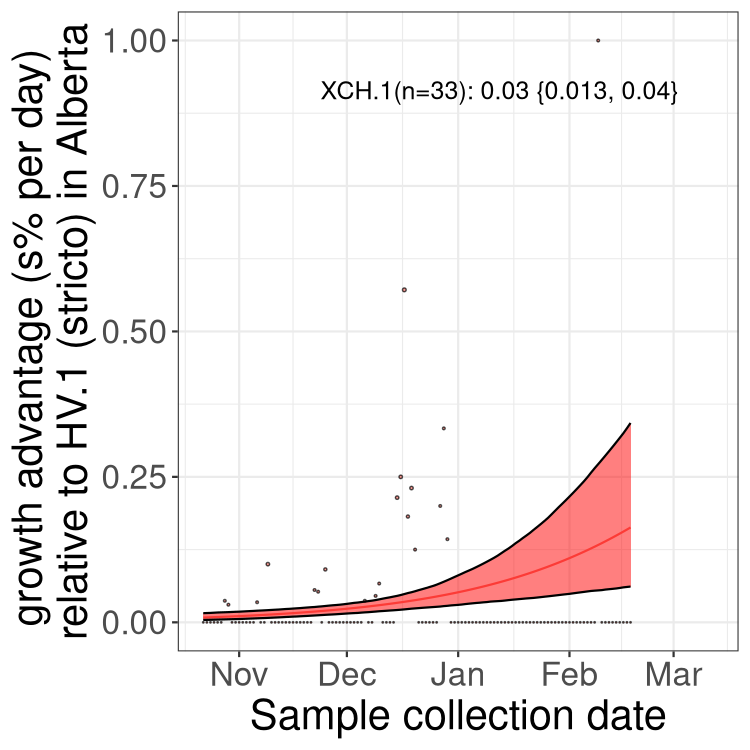 growth advantage (s% per day)
relative to HV.1 (stricto) in Alberta
1.00
0.75
0.50
0.25
0.00
XCH.1(n=33): 0.03 {0.013, 0.04}
Nov Dec Jan Feb Mar
Sample collection date